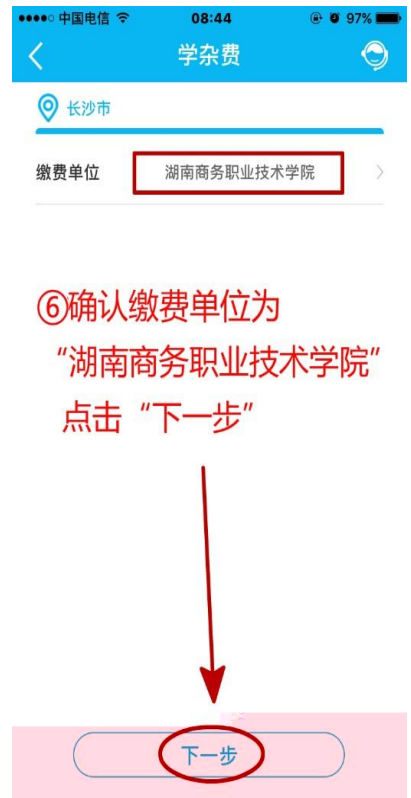 中国电信 08:44 97%
学杂费
长沙市
缴费单位 湖南商务职业技术学院
⑥确认缴费单位为
“湖南商务职业技术学院”
点击“下一步”
下一步